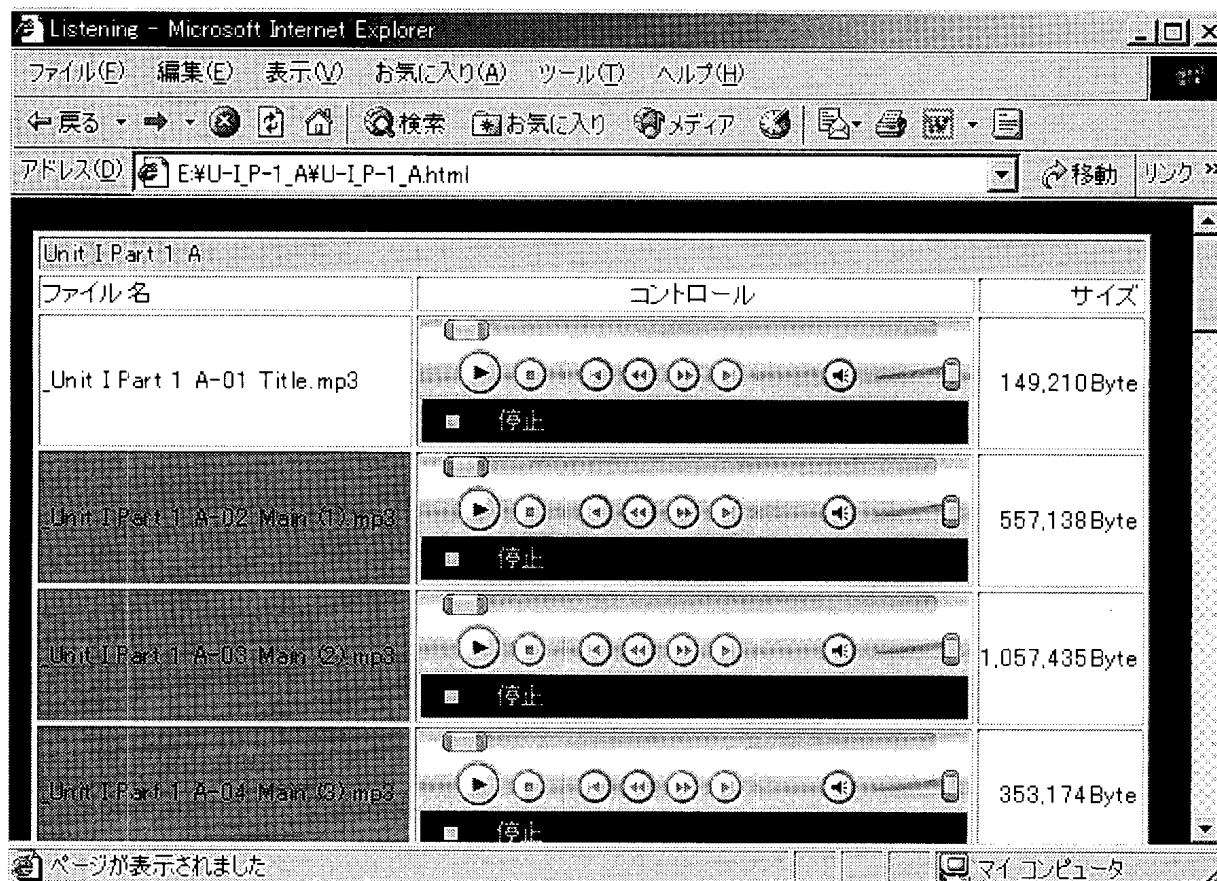 Listening - Microsoft Internet Explorer
ファイル(F) 編集(E) 表示(V) お気に入り(A) ツール(T) ヘルプ(H)
戻る 検索 お気に入り メディア
アドレス(D) E:¥U-I_P-1_A¥U-I_P-1_A.html 移動 リンク »
Unit I Part 1 A
ファイル名 コントロール サイズ
_Unit I Part 1 A-01 Title.mp3 149,210Byte
停止
_Unit I Part 1 A-02 Main (1).mp3 557,138Byte
停止
_Unit I Part 1 A-03 Main (2).mp3 1,057,435Byte
停止
_Unit I Part 1 A-04 Main (3).mp3 353,174Byte
停止
ページが表示されました マイ コンピュータ